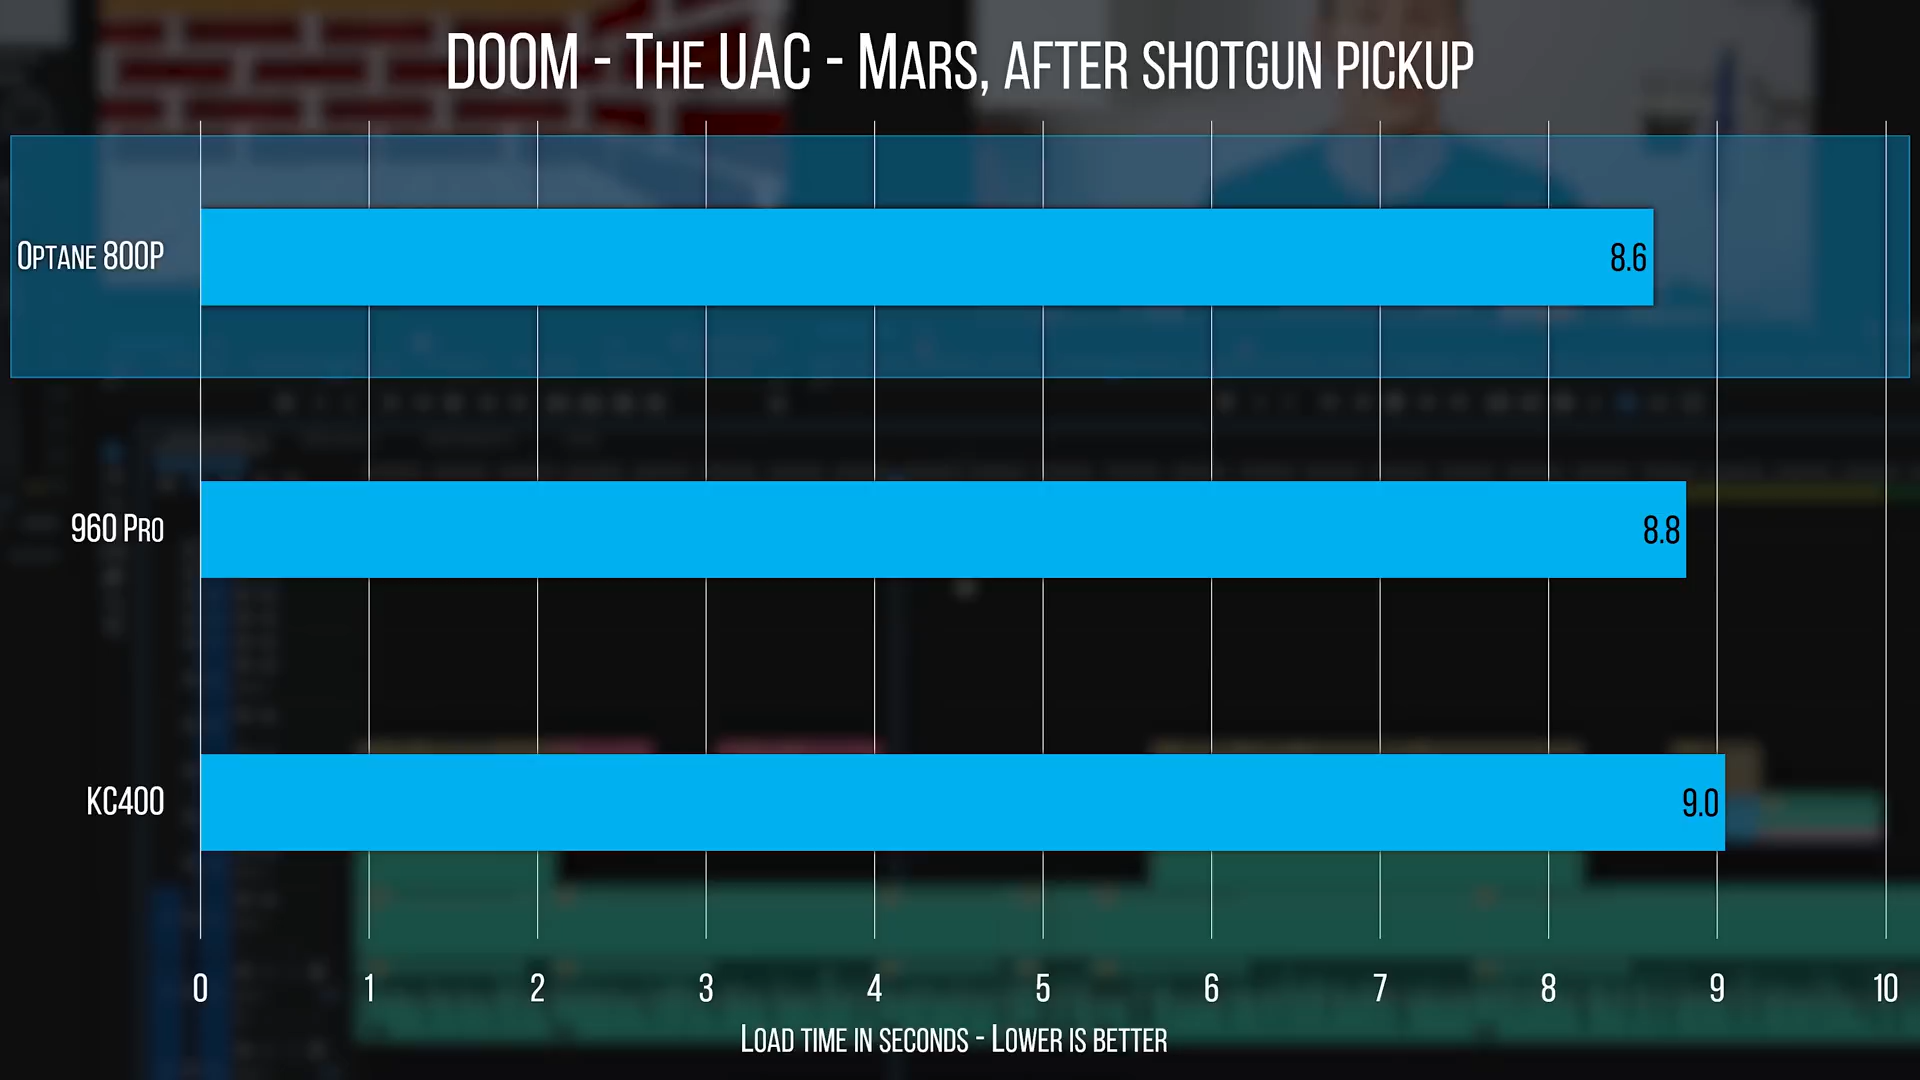 DOOM - The UAC - Mars, after shotgun pickup
Optane 800P
8.6
960 Pro
8.8
KC400
9.0
0 1 2 3 4 5 6 7 8 9 10
Load time in seconds - Lower is better